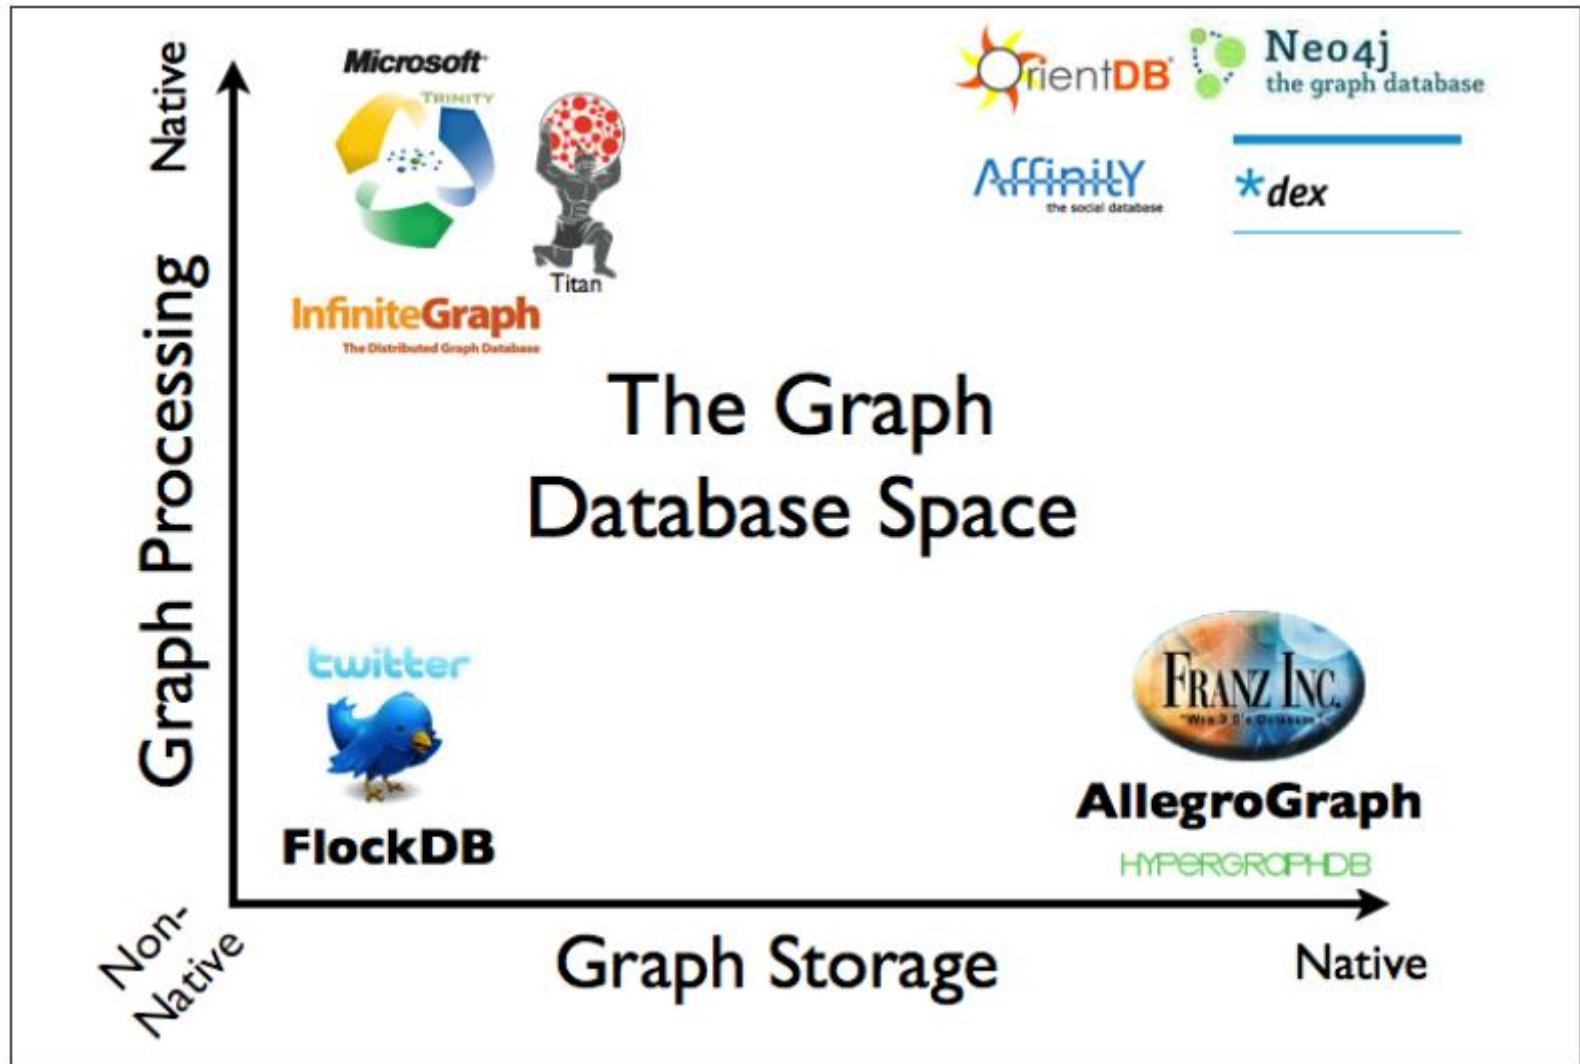 Native
Graph Processing
Non-
Native
Graph Storage
Native
The Graph
Database Space
Microsoft
TRINITY
Titan
InfiniteGraph
The Distributed Graph Database
OrientDB
Neo4j
the graph database
Affinity
the social database
*dex
twitter
FlockDB
FRANZ INC.
AllegroGraph
HYPERGRAPHDB